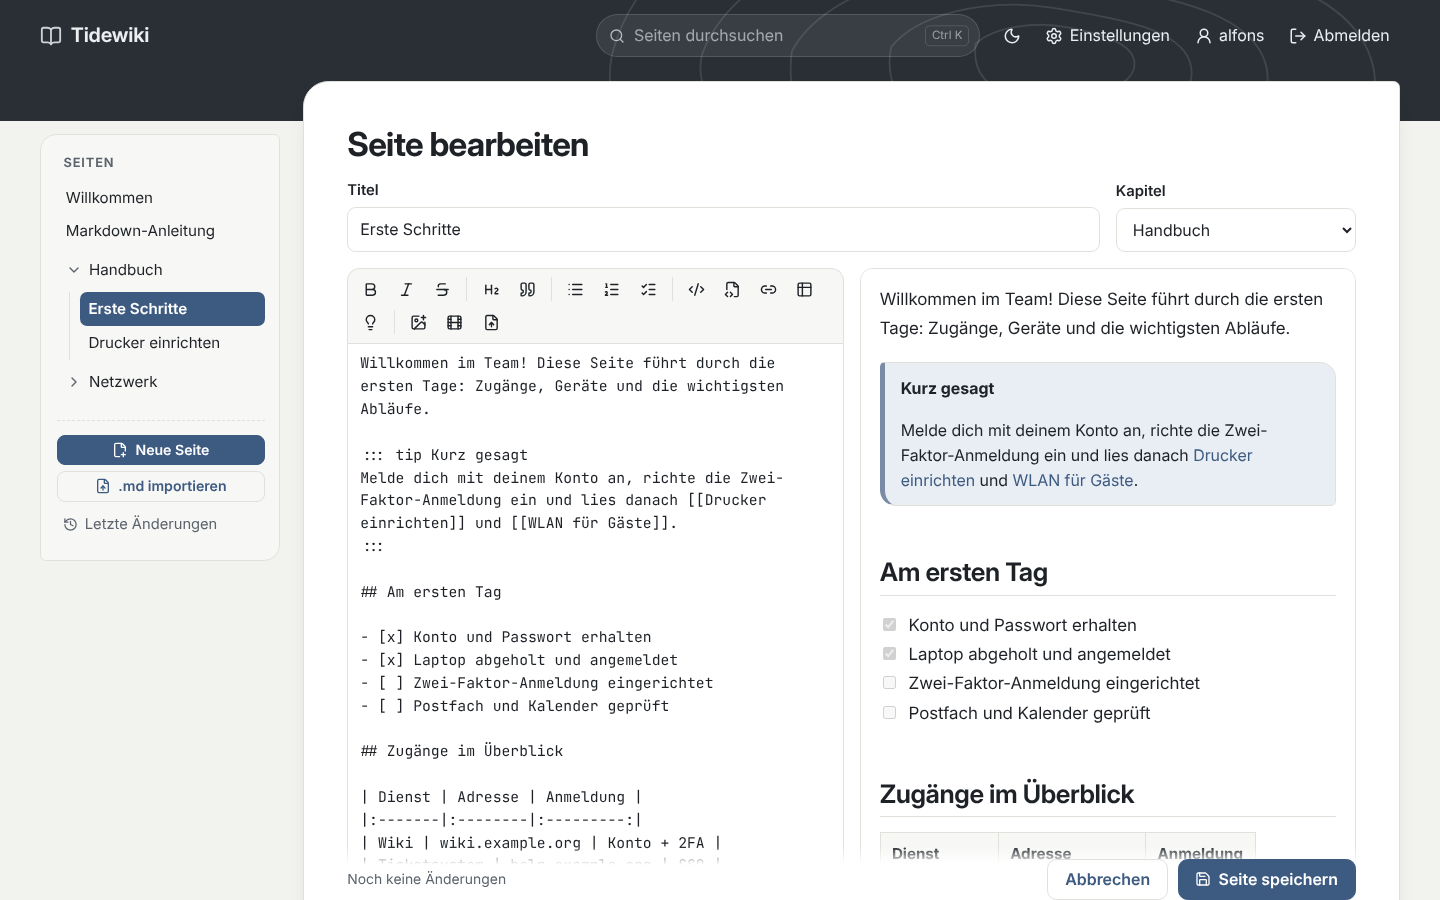 Tidewiki
Seiten durchsuchen
Ctrl K
Einstellungen
alfons
Abmelden
SEITEN
Willkommen
Markdown-Anleitung
Handbuch
Erste Schritte
Drucker einrichten
Netzwerk
Neue Seite
.md importieren
Letzte Änderungen
Seite bearbeiten
Titel
Erste Schritte
Kapitel
Handbuch
Willkommen im Team! Diese Seite führt durch die
ersten Tage: Zugänge, Geräte und die wichtigsten
Abläufe.
::: tip Kurz gesagt
Melde dich mit deinem Konto an, richte die Zwei-
Faktor-Anmeldung ein und lies danach [[Drucker
einrichten]] und [[WLAN für Gäste]].
:::
## Am ersten Tag
- [x] Konto und Passwort erhalten
- [x] Laptop abgeholt und angemeldet
- [ ] Zwei-Faktor-Anmeldung eingerichtet
- [ ] Postfach und Kalender geprüft
## Zugänge im Überblick
| Dienst | Adresse | Anmeldung |
|:-------|:--------|:---------:|
| Wiki | wiki.example.org | Konto + 2FA |
Willkommen im Team! Diese Seite führt durch die ersten
Tage: Zugänge, Geräte und die wichtigsten Abläufe.
Kurz gesagt
Melde dich mit deinem Konto an, richte die Zwei-
Faktor-Anmeldung ein und lies danach Drucker
einrichten und WLAN für Gäste.
Am ersten Tag
Konto und Passwort erhalten
Laptop abgeholt und angemeldet
Zwei-Faktor-Anmeldung eingerichtet
Postfach und Kalender geprüft
Zugänge im Überblick
Dienst Adresse Anmeldung
Noch keine Änderungen
Abbrechen
Seite speichern